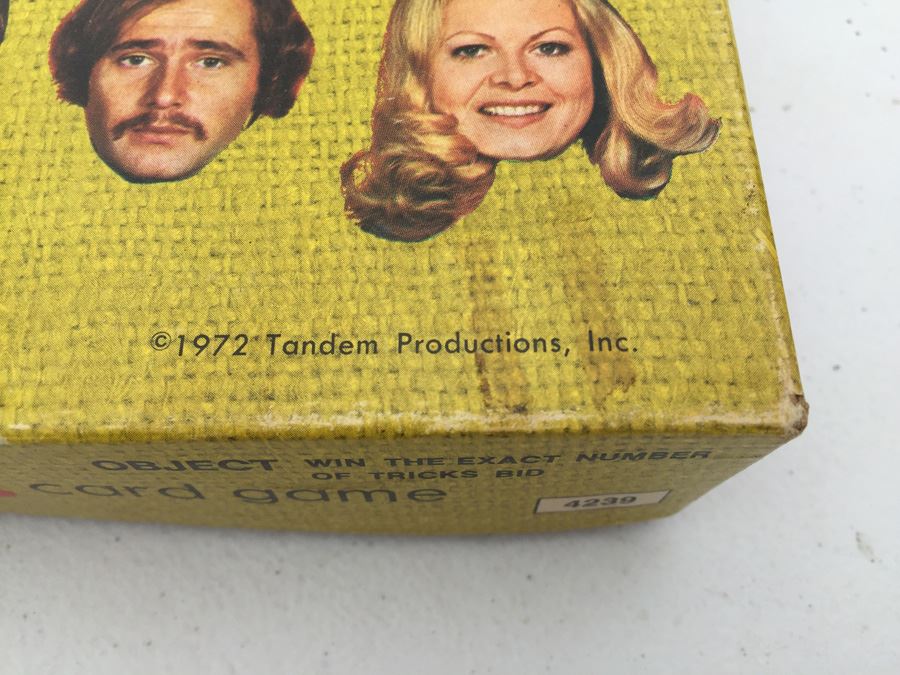 ©1972 Tandem Productions, Inc.
OBJECT WIN THE EXACT NUMBER
OF TRICKS BID
card game
4239